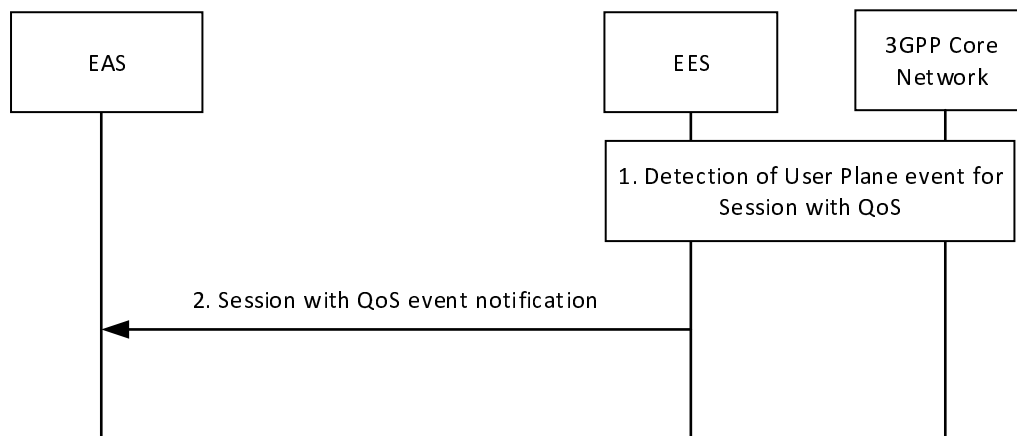 EAS
EES
3GPP Core
Network
1. Detection of User Plane event for
Session with QoS
2. Session with QoS event notification